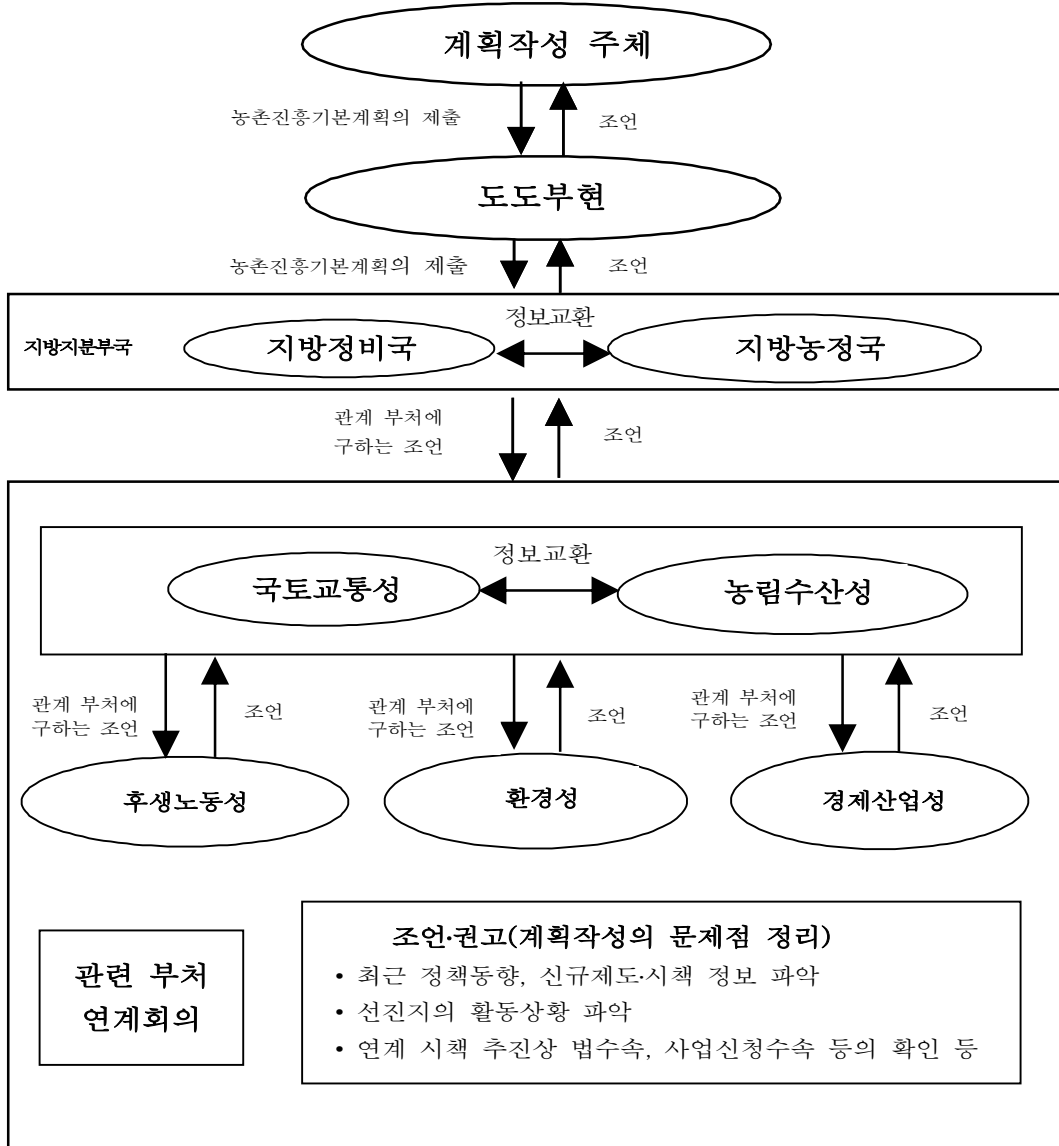 계획작성 주체
농촌진흥기본계획의 제출
조언
도도부현
농촌진흥기본계획의 제출
조언
지방지분부국
지방정비국
정보교환
지방농정국
관계 부처에
구하는 조언
조언
정보교환
국토교통성
농림수산성
관계 부처에
구하는 조언
조언
관계 부처에
구하는 조언
조언
관계 부처에
구하는 조언
조언
후생노동성
환경성
경제산업성
관련 부처
연계회의
조언·권고(계획작성의 문제점 정리)
• 최근 정책동향, 신규제도·시책 정보 파악
• 선진지의 활동상황 파악
• 연계 시책 추진상 법수속, 사업신청수속 등의 확인 등